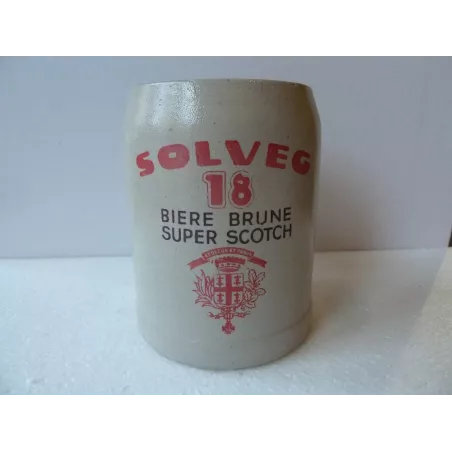 SOLVEG
18
BIERE BRUNE
SUPER SCOTCH